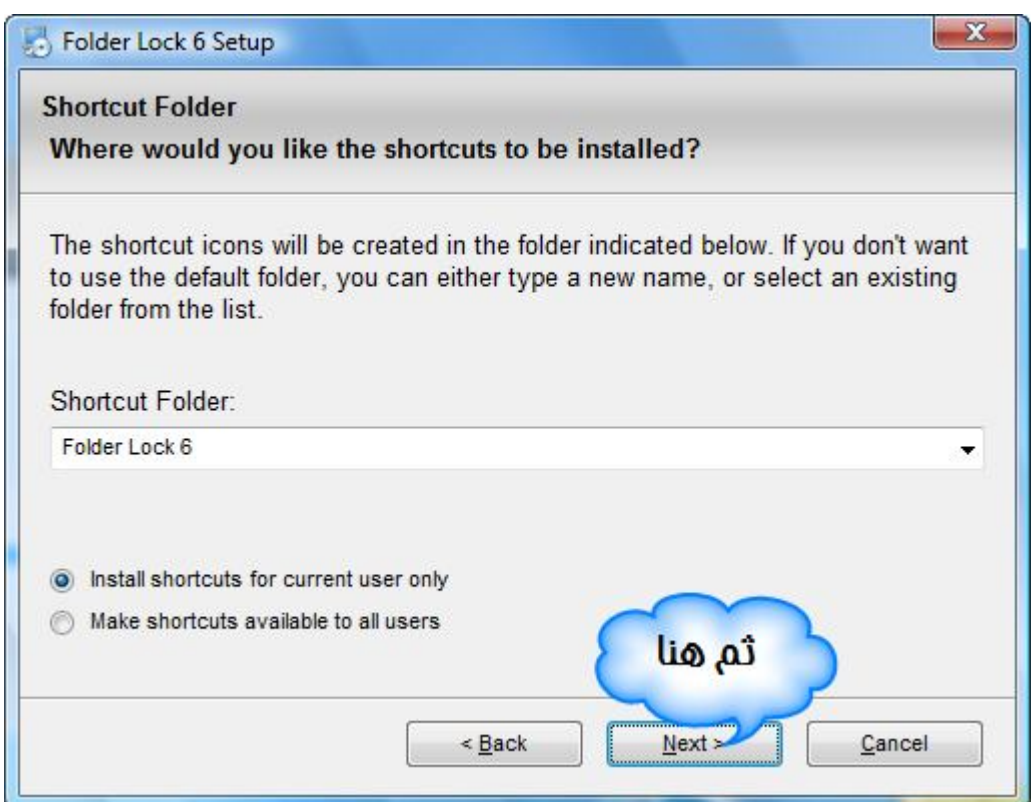 Folder Lock 6 Setup
Shortcut Folder
Where would you like the shortcuts to be installed?
The shortcut icons will be created in the folder indicated below. If you don't want
to use the default folder, you can either type a new name, or select an existing
folder from the list.
Shortcut Folder:
Folder Lock 6
Install shortcuts for current user only
Make shortcuts available to all users
ثم هنا
< Back
Next >
Cancel